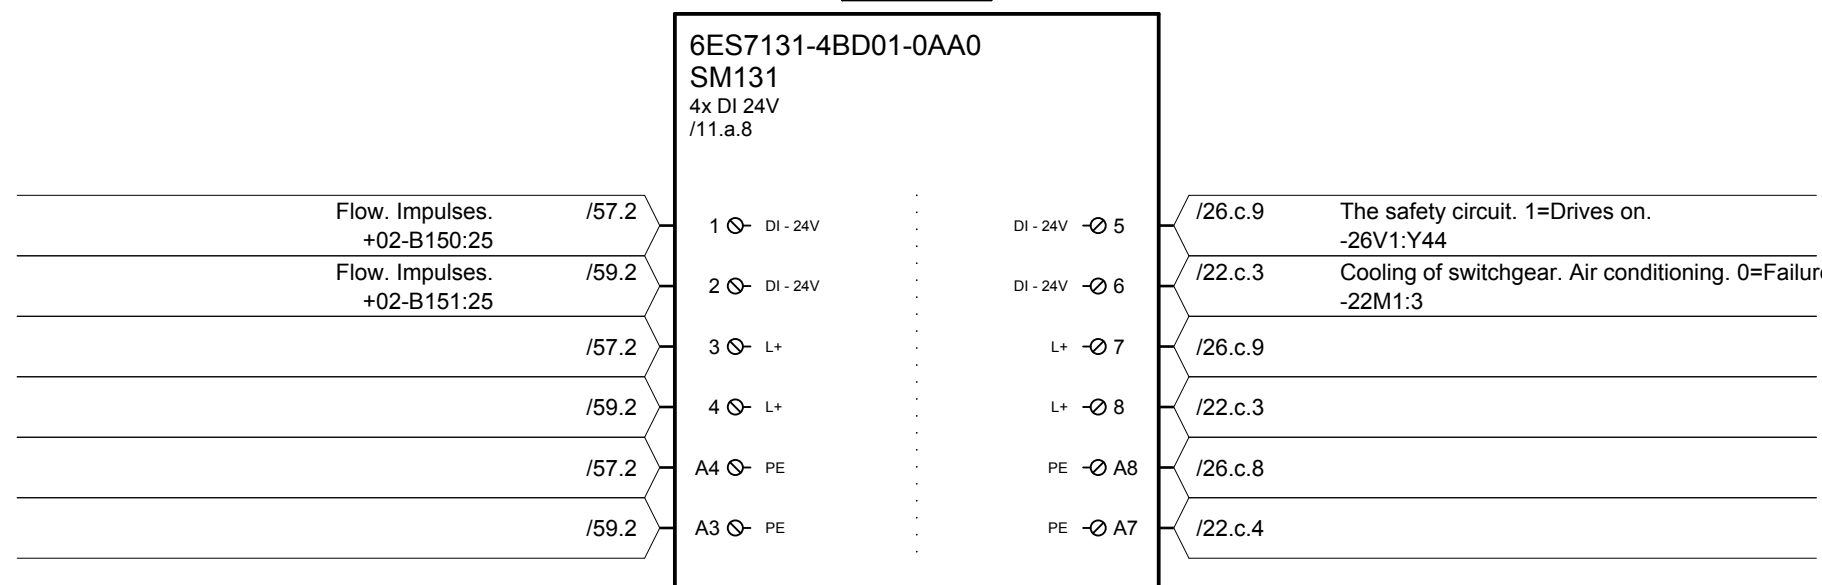 6ES7131-4BD01-0AA0
SM131
4x DI 24V
/11.a.8
Flow. Impulses. /57.2 1 DI - 24V DI - 24V 5 /26.c.9 The safety circuit. 1=Drives on.
+02-B150:25 -26V1:Y44
Flow. Impulses. /59.2 2 DI - 24V DI - 24V 6 /22.c.3 Cooling of switchgear. Air conditioning. 0=Failure
+02-B151:25 -22M1:3
/57.2 3 L+ L+ 7 /26.c.9
/59.2 4 L+ L+ 8 /22.c.3
/57.2 A4 PE PE A8 /26.c.8
/59.2 A3 PE PE A7 /22.c.4